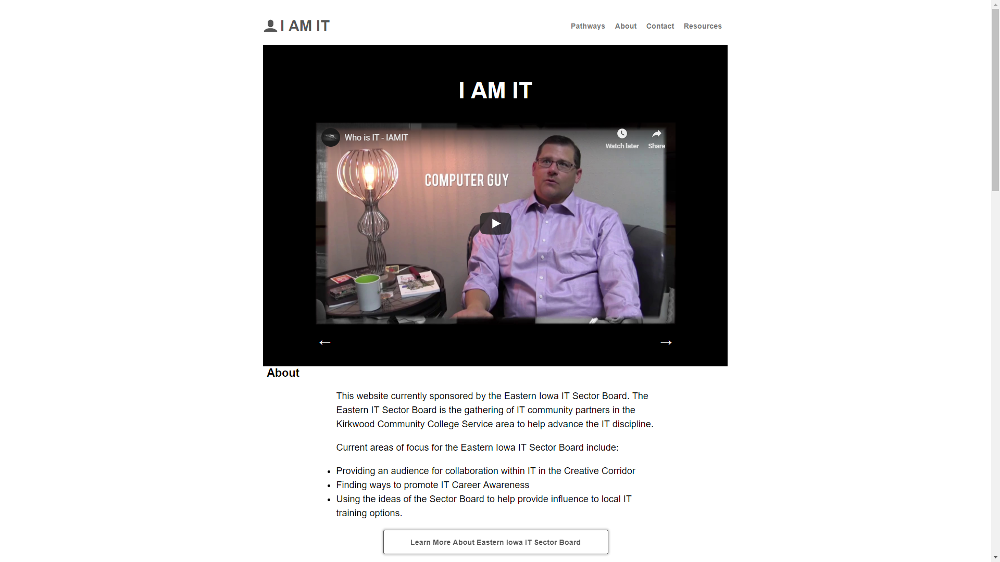 I AM IT
Pathways About Contact Resources
I AM IT
Who is IT - IAMIT
Watch later
Share
COMPUTER GUY
← →
About
This website currently sponsored by the Eastern Iowa IT Sector Board. The
Eastern IT Sector Board is the gathering of IT community partners in the
Kirkwood Community College Service area to help advance the IT discipline.
Current areas of focus for the Eastern Iowa IT Sector Board include:
• Providing an audience for collaboration within IT in the Creative Corridor
• Finding ways to promote IT Career Awareness
• Using the ideas of the Sector Board to help provide influence to local IT
training options.
Learn More About Eastern Iowa IT Sector Board